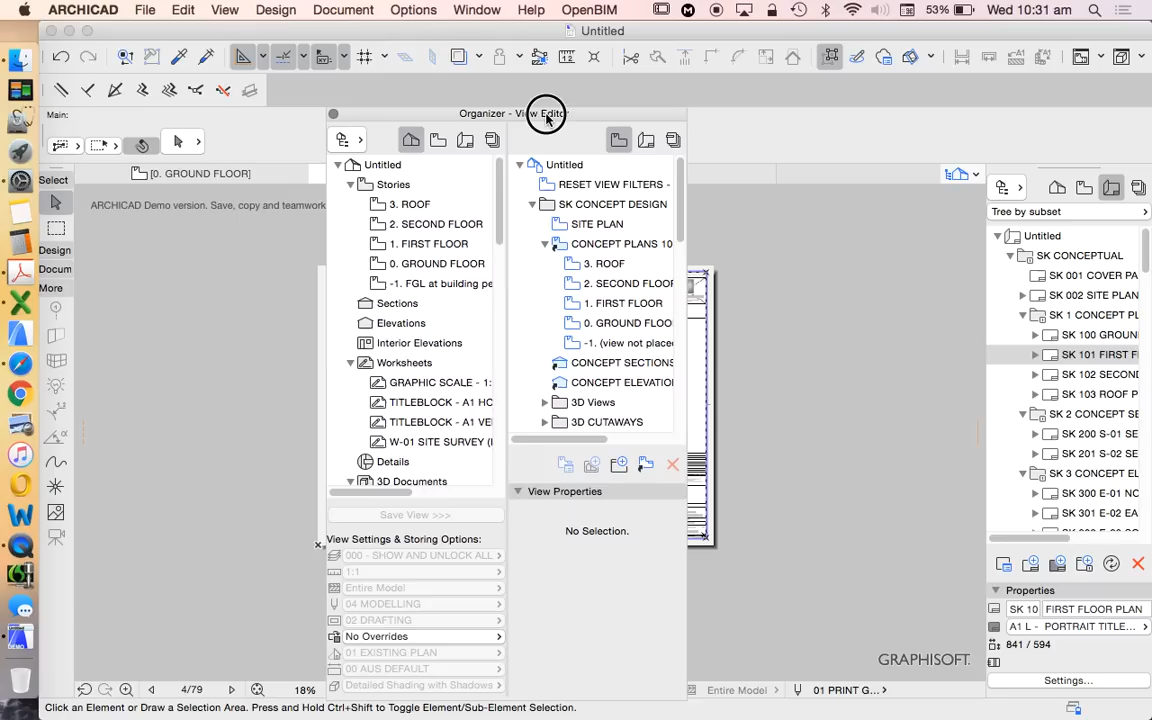 ARCHICAD File Edit View Design Document Options Window Help OpenBIM 53% Wed 10:31 am
Untitled
Organizer - View Editor
Main:
[0. GROUND FLOOR]
Select
ARCHICAD Demo version. Save, copy and teamwork
Design
Docum
More
Untitled
Stories
3. ROOF
2. SECOND FLOOR
1. FIRST FLOOR
0. GROUND FLOOR
-1. FGL at building pe
Sections
Elevations
Interior Elevations
Worksheets
GRAPHIC SCALE - 1:
TITLEBLOCK - A1 HO
TITLEBLOCK - A1 VE
W-01 SITE SURVEY (I
Details
3D Documents
Save View >>>
View Settings & Storing Options:
000 - SHOW AND UNLOCK ALL
1:1
Entire Model
04 MODELLING
02 DRAFTING
No Overrides
01 EXISTING PLAN
00 AUS DEFAULT
Detailed Shading with Shadows
Untitled
RESET VIEW FILTERS -
SK CONCEPT DESIGN
SITE PLAN
CONCEPT PLANS 10
3. ROOF
2. SECOND FLOOR
1. FIRST FLOOR
0. GROUND FLOO
-1. (view not place
CONCEPT SECTIONS
CONCEPT ELEVATIO
3D Views
3D CUTAWAYS
View Properties
No Selection.
Tree by subset
Untitled
SK CONCEPTUAL
SK 001 COVER PA
SK 002 SITE PLAN
SK 1 CONCEPT PL
SK 100 GROUN
SK 101 FIRST F
SK 102 SECOND
SK 103 ROOF P
SK 2 CONCEPT SE
SK 200 S-01 SE
SK 201 S-02 SE
SK 3 CONCEPT EL
SK 300 E-01 NO
SK 301 E-02 EA
Properties
SK 10 FIRST FLOOR PLAN
A1 L - PORTRAIT TITLE...
841 / 594
Settings...
GRAPHISOFT.
4/79 18% Entire Model 01 PRINT G...
Click an Element or Draw a Selection Area. Press and Hold Ctrl+Shift to Toggle Element/Sub-Element Selection.